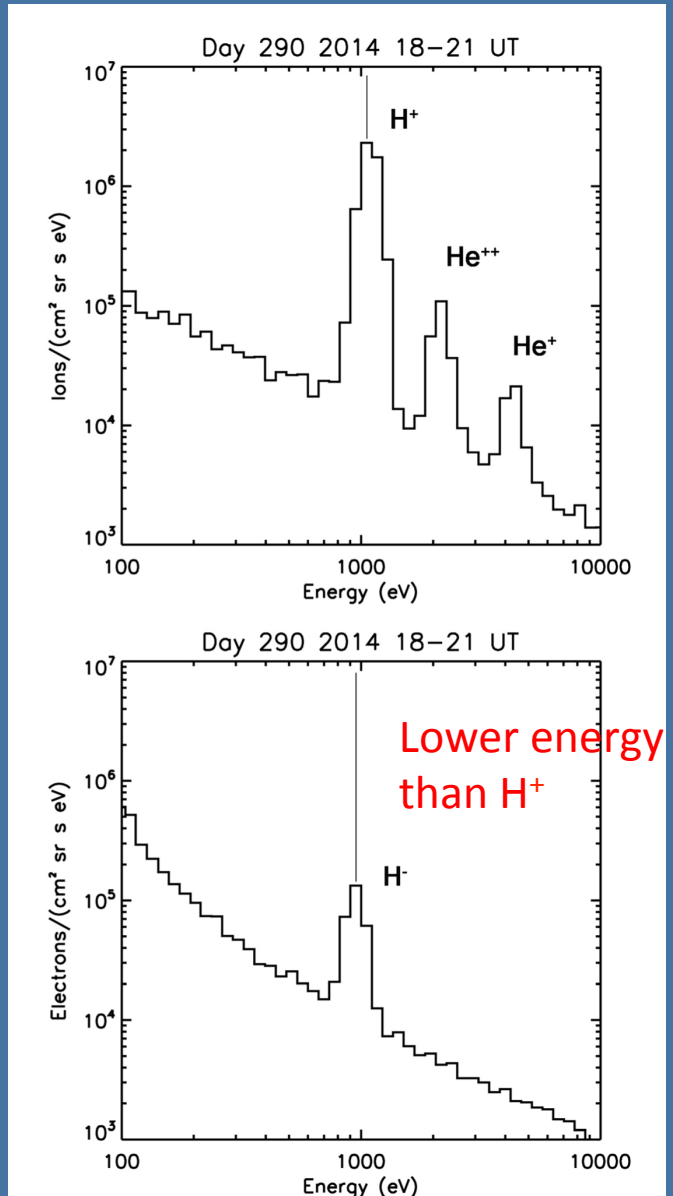 Day 290 2014 18-21 UT
10⁷
10⁶
10⁵
10⁴
10³
Ions/(cm² sr s eV)
H⁺
He⁺⁺
He⁺
100
1000
10000
Energy (eV)
Day 290 2014 18-21 UT
10⁷
10⁶
10⁵
10⁴
10³
Electrons/(cm² sr s eV)
Lower energy
than H⁺
H⁻
100
1000
10000
Energy (eV)